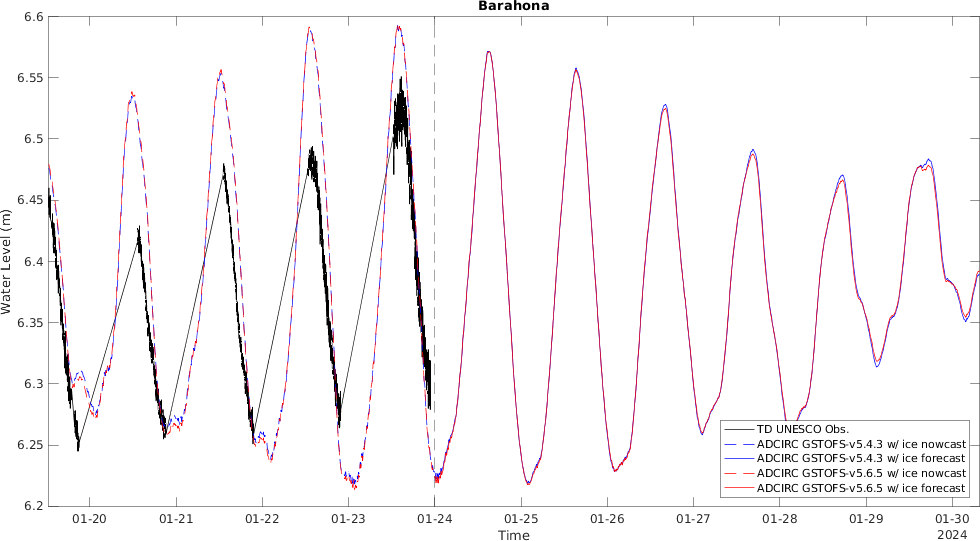 Barahona
6.6
6.55
6.5
6.45
6.4
6.35
6.3
6.25
6.2
Water Level (m)
01-20 01-21 01-22 01-23 01-24 01-25 01-26 01-27 01-28 01-29 01-30
2024
Time
TD UNESCO Obs.
ADCIRC GSTOFS-v5.4.3 w/ ice nowcast
ADCIRC GSTOFS-v5.4.3 w/ ice forecast
ADCIRC GSTOFS-v5.6.5 w/ ice nowcast
ADCIRC GSTOFS-v5.6.5 w/ ice forecast